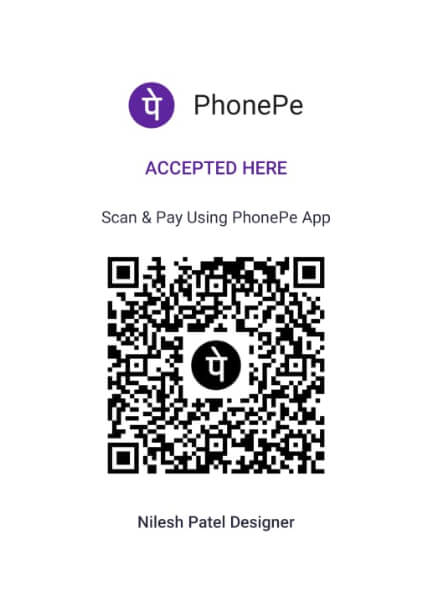 पे PhonePe
ACCEPTED HERE
Scan & Pay Using PhonePe App
पे
Nilesh Patel Designer